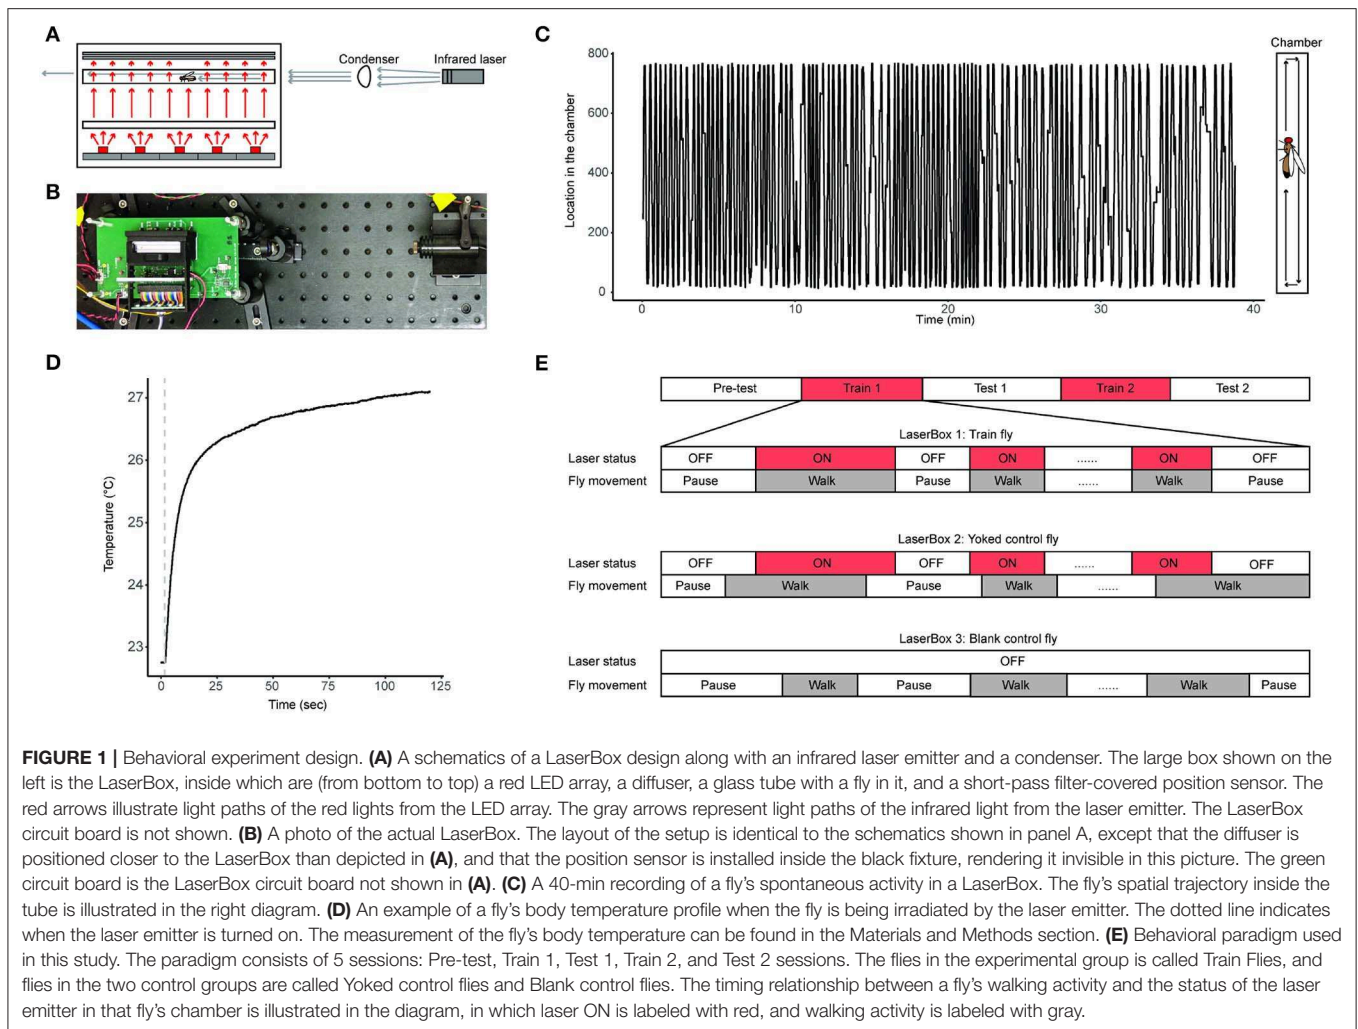 A
Condenser
Infrared laser
B
C
Chamber
Location in the chamber
800
600
400
200
0
0 10 20 30 40
Time (min)
D
Temperature (°C)
27
26
25
24
23
0 25 50 75 100 125
Time (sec)
E
Pre-test Train 1 Test 1 Train 2 Test 2
LaserBox 1: Train fly
Laser status OFF ON OFF ON ...... ON OFF
Fly movement Pause Walk Pause Walk ...... Walk Pause
LaserBox 2: Yoked control fly
Laser status OFF ON OFF ON ...... ON OFF
Fly movement Pause Walk Pause Walk ...... Walk
LaserBox 3: Blank control fly
Laser status OFF
Fly movement Pause Walk Pause Walk ...... Walk Pause
FIGURE 1 | Behavioral experiment design. (A) A schematics of a LaserBox design along with an infrared laser emitter and a condenser. The large box shown on the
left is the LaserBox, inside which are (from bottom to top) a red LED array, a diffuser, a glass tube with a fly in it, and a short-pass filter-covered position sensor. The
red arrows illustrate light paths of the red lights from the LED array. The gray arrows represent light paths of the infrared light from the laser emitter. The LaserBox
circuit board is not shown. (B) A photo of the actual LaserBox. The layout of the setup is identical to the schematics shown in panel A, except that the diffuser is
positioned closer to the LaserBox than depicted in (A), and that the position sensor is installed inside the black fixture, rendering it invisible in this picture. The green
circuit board is the LaserBox circuit board not shown in (A). (C) A 40-min recording of a fly's spontaneous activity in a LaserBox. The fly's spatial trajectory inside the
tube is illustrated in the right diagram. (D) An example of a fly's body temperature profile when the fly is being irradiated by the laser emitter. The dotted line indicates
when the laser emitter is turned on. The measurement of the fly's body temperature can be found in the Materials and Methods section. (E) Behavioral paradigm used
in this study. The paradigm consists of 5 sessions: Pre-test, Train 1, Test 1, Train 2, and Test 2 sessions. The flies in the experimental group is called Train Flies, and
flies in the two control groups are called Yoked control flies and Blank control flies. The timing relationship between a fly's walking activity and the status of the laser
emitter in that fly's chamber is illustrated in the diagram, in which laser ON is labeled with red, and walking activity is labeled with gray.